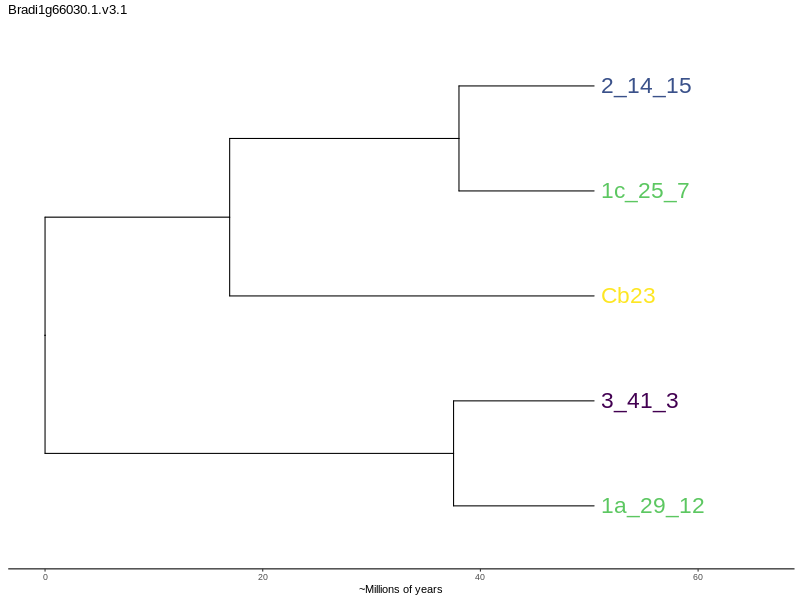 Bradi1g66030.1.v3.1
2_14_15
1c_25_7
Cb23
3_41_3
1a_29_12
0 20 40 60
~Millions of years